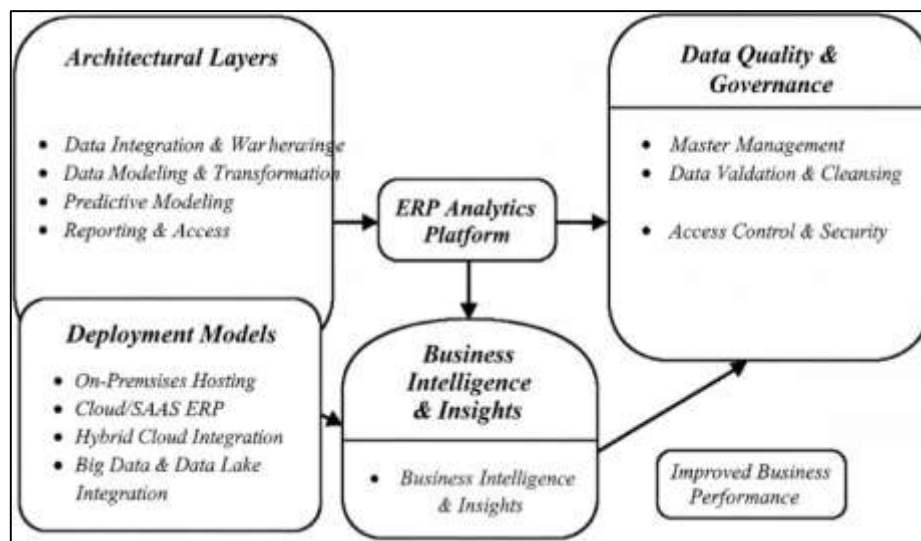 Architectural Layers
• Data Integration & Warherwinge
• Data Modeling & Transformation
• Predictive Modeling
• Reporting & Access
Deployment Models
• On-Premsises Hosting
• Cloud/SAAS ERP
• Hybrid Cloud Integration
• Big Data & Data Lake
Integration
ERP Analytics
Platform
Business
Intelligence
& Insights
• Business Intelligence
& Insights
Data Quality &
Governance
• Master Management
• Data Valdation & Cleansing
• Access Control & Security
Improved Business
Performance